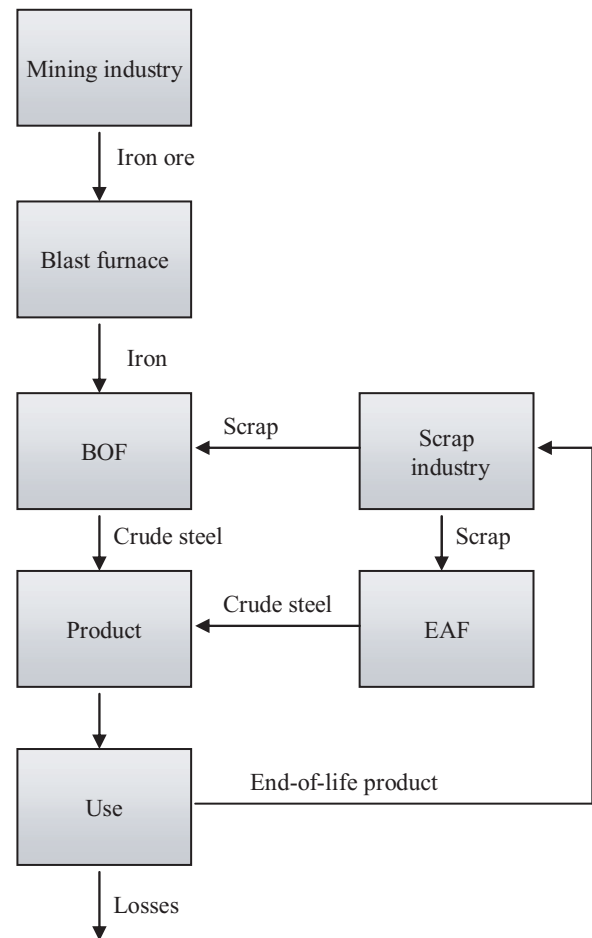 Mining industry
Iron ore
Blast furnace
Iron
BOF
Scrap
Scrap
industry
Crude steel
Scrap
Product
Crude steel
EAF
Use
End-of-life product
Losses